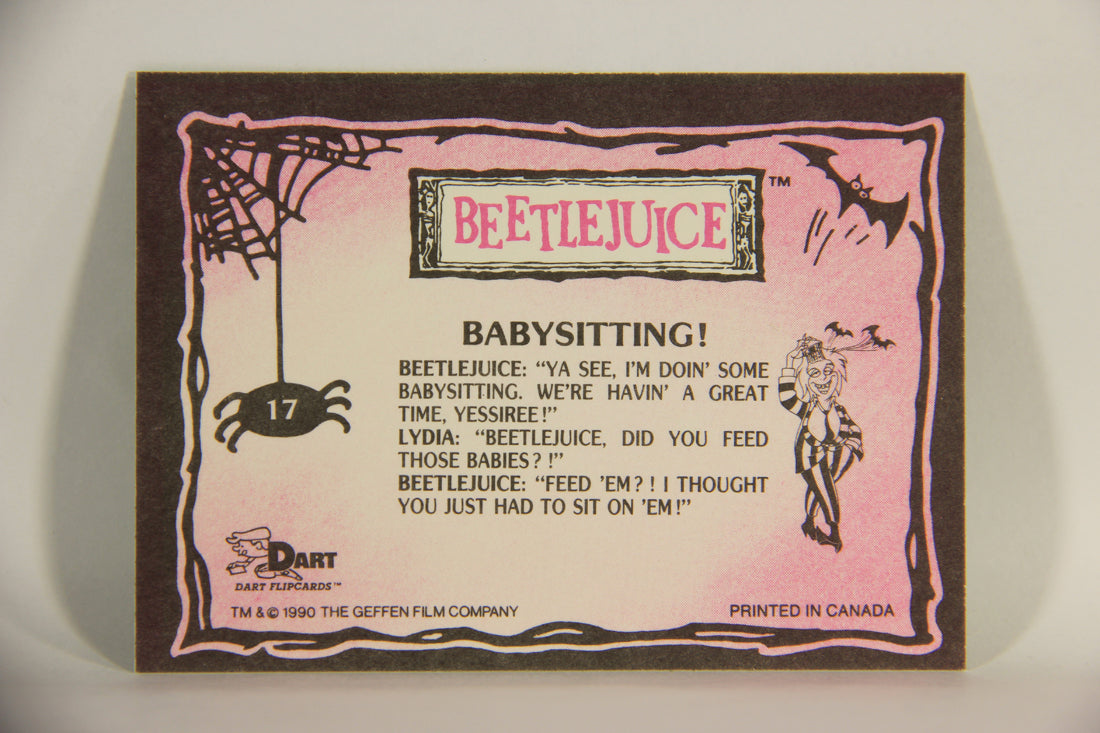 BEETLEJUICE ™
BABYSITTING!
BEETLEJUICE: “YA SEE, I’M DOIN’ SOME
BABYSITTING. WE’RE HAVIN’ A GREAT
TIME, YESSIREE!”
LYDIA: “BEETLEJUICE, DID YOU FEED
THOSE BABIES?!”
BEETLEJUICE: “FEED ’EM?! I THOUGHT
YOU JUST HAD TO SIT ON ’EM!”
17
DART
DART FLIPCARDS™
TM & © 1990 THE GEFFEN FILM COMPANY
PRINTED IN CANADA